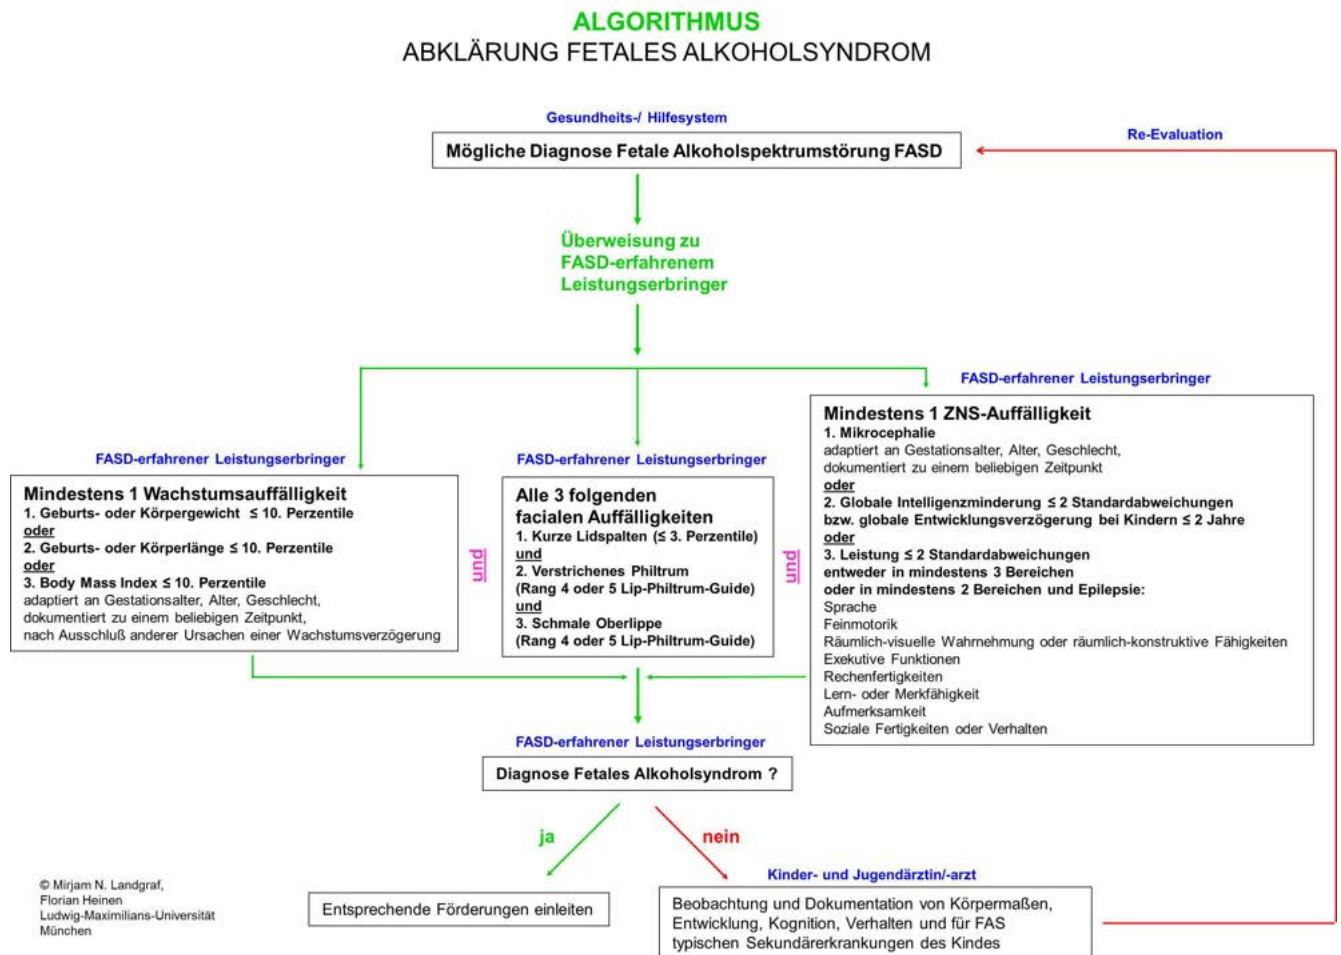 ALGORITHMUS
ABKLÄRUNG FETALES ALKOHOLSYNDROM
Gesundheits-/ Hilfesystem
Mögliche Diagnose Fetale Alkoholspektrumstörung FASD
Re-Evaluation
Überweisung zu
FASD-erfahrenem
Leistungserbringer
FASD-erfahrener Leistungserbringer
Mindestens 1 Wachstumsauffälligkeit
1. Geburts- oder Körpergewicht ≤ 10. Perzentile
oder
2. Geburts- oder Körperlänge ≤ 10. Perzentile
oder
3. Body Mass Index ≤ 10. Perzentile
adaptiert an Gestationsalter, Alter, Geschlecht,
dokumentiert zu einem beliebigen Zeitpunkt,
nach Ausschluß anderer Ursachen einer Wachstumsverzögerung
und
FASD-erfahrener Leistungserbringer
Alle 3 folgenden
facialen Auffälligkeiten
1. Kurze Lidspalten (≤ 3. Perzentile)
und
2. Verstrichenes Philtrum
(Rang 4 oder 5 Lip-Philtrum-Guide)
und
3. Schmale Oberlippe
(Rang 4 oder 5 Lip-Philtrum-Guide)
und
FASD-erfahrener Leistungserbringer
Mindestens 1 ZNS-Auffälligkeit
1. Mikrocephalie
adaptiert an Gestationsalter, Alter, Geschlecht,
dokumentiert zu einem beliebigen Zeitpunkt
oder
2. Globale Intelligenzminderung ≤ 2 Standardabweichungen
bzw. globale Entwicklungsverzögerung bei Kindern ≤ 2 Jahre
oder
3. Leistung ≤ 2 Standardabweichungen
entweder in mindestens 3 Bereichen
oder in mindestens 2 Bereichen und Epilepsie:
Sprache
Feinmotorik
Räumlich-visuelle Wahrnehmung oder räumlich-konstruktive Fähigkeiten
Exekutive Funktionen
Rechenfertigkeiten
Lern- oder Merkfähigkeit
Aufmerksamkeit
Soziale Fertigkeiten oder Verhalten
FASD-erfahrener Leistungserbringer
Diagnose Fetales Alkoholsyndrom ?
ja
nein
Entsprechende Förderungen einleiten
Kinder- und Jugendärztin/-arzt
Beobachtung und Dokumentation von Körpermaßen,
Entwicklung, Kognition, Verhalten und für FAS
typischen Sekundärerkrankungen des Kindes
© Mirjam N. Landgraf,
Florian Heinen
Ludwig-Maximilians-Universität
München